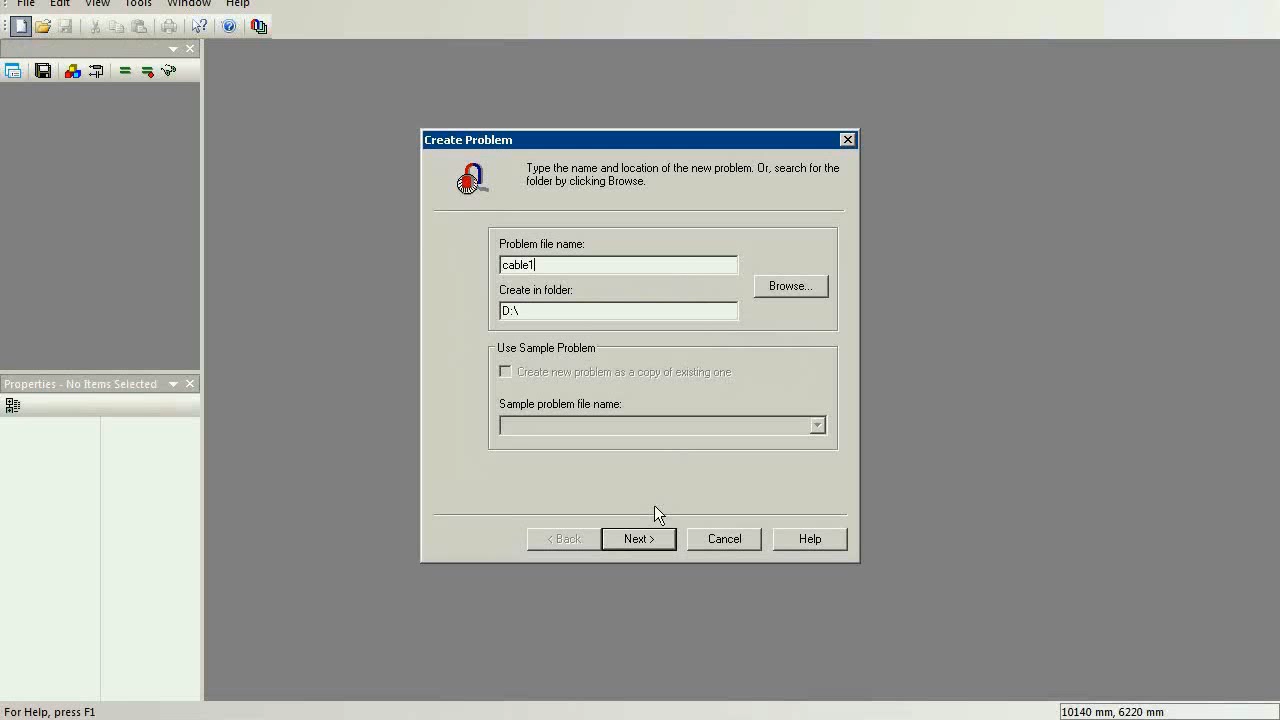 File Edit View Tools Window Help
Create Problem
Type the name and location of the new problem. Or, search for the
folder by clicking Browse.
Problem file name:
cable1
Browse...
Create in folder:
D:\
Use Sample Problem
Create new problem as a copy of existing one
Sample problem file name:
Properties - No Items Selected
< Back Next > Cancel Help
For Help, press F1
10140 mm, 6220 mm